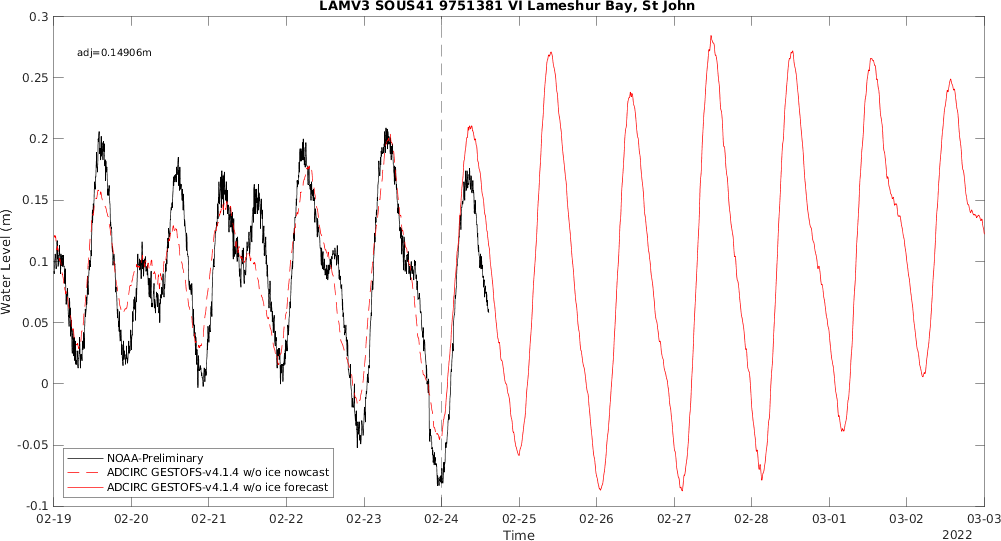 LAMV3 SOUS41 9751381 VI Lameshur Bay, St John
adj=0.14906m
0.3
0.25
0.2
0.15
0.1
0.05
0
-0.05
-0.1
Water Level (m)
NOAA-Preliminary
ADCIRC GESTOFS-v4.1.4 w/o ice nowcast
ADCIRC GESTOFS-v4.1.4 w/o ice forecast
02-19 02-20 02-21 02-22 02-23 02-24 02-25 02-26 02-27 02-28 03-01 03-02 03-03
Time
2022